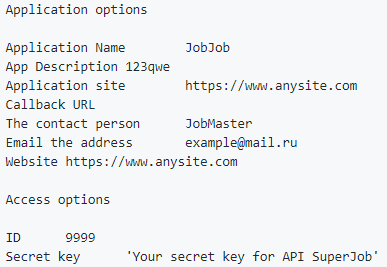 Application options
Application Name JobJob
App Description 123qwe
Application site https://www.anysite.com
Callback URL
The contact person JobMaster
Email the address example@mail.ru
Website https://www.anysite.com
Access options
ID 9999
Secret key 'Your secret key for API SuperJob'